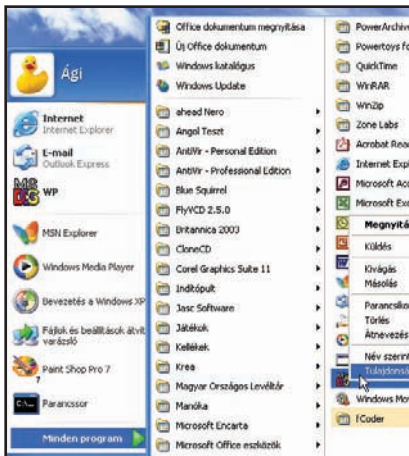 Ági
Internet
Internet Explorer
E-mail
Outlook Express
WP
MSN Explorer
Windows Media Player
Bevezetés a Windows XP
Fájlok és beállítások átvit
varázsló
Paint Shop Pro 7
Parancssor
Minden program
Office dokumentum megnyitása
Új Office dokumentum
Windows katalógus
Windows Update
ahead Nero
Angol Teszt
AntiVir - Personal Edition
AntiVir - Professional Edition
Blue Squirrel
FlyVCD 2.5.0
Britannica 2003
CloneCD
Corel Graphics Suite 11
Indítópult
Jasc Software
Játékok
Kellékek
Krea
Magyar Országos Levéltár
Manóka
Microsoft Encarta
Microsoft Office eszközök
PowerArchive
Powertoys fo
QuickTime
WinRAR
WinZip
Zone Labs
Acrobat Rea
Internet Expl
Microsoft Acc
Microsoft Exc
Megnyitá
Küldés
Kivágás
Másolás
Parancsiko
Törlés
Átnevezés
Név szerint
Tulajdonsá
Windows Mov
fCoder